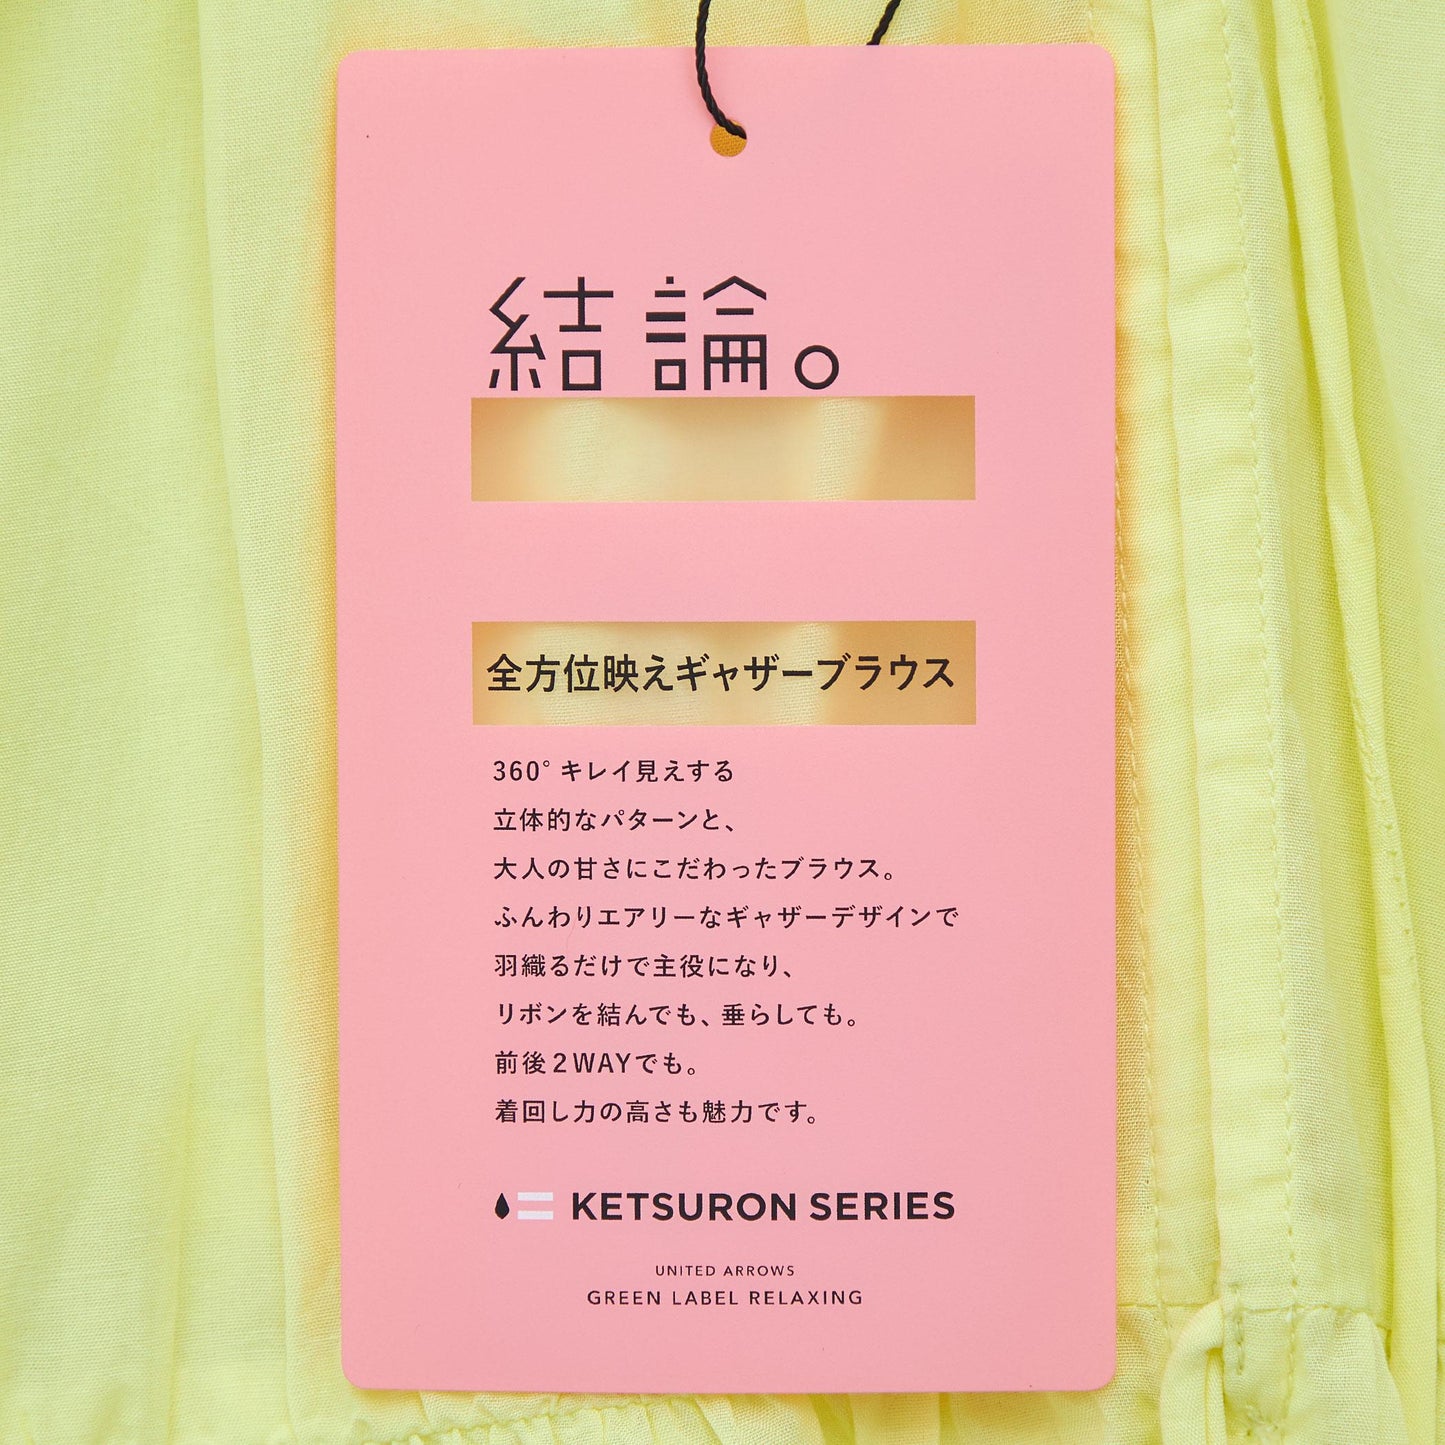 結論。
全方位映えギャザーブラウス
360°キレイ見えする
立体的なパターンと、
大人の甘さにこだわったブラウス。
ふんわりエアリーなギャザーデザインで
羽織るだけで主役になり、
リボンを結んでも、垂らしても。
前後2WAYでも。
着回し力の高さも魅力です。
KETSURON SERIES
UNITED ARROWS
GREEN LABEL RELAXING